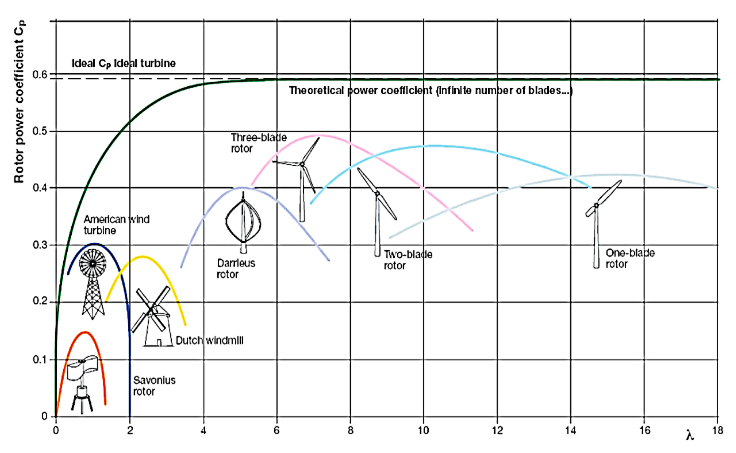 Rotor power coefficient CP
Ideal CP Ideal turbine
Theoretical power coefficient (infinite number of blades...)
0.6
0.5
0.4
0.3
0.2
0.1
0
Three-blade
rotor
American wind
turbine
Darrieus
rotor
Two-blade
rotor
One-blade
rotor
Dutch windmill
Savonius
rotor
0 2 4 6 8 10 12 14 16 18
λ